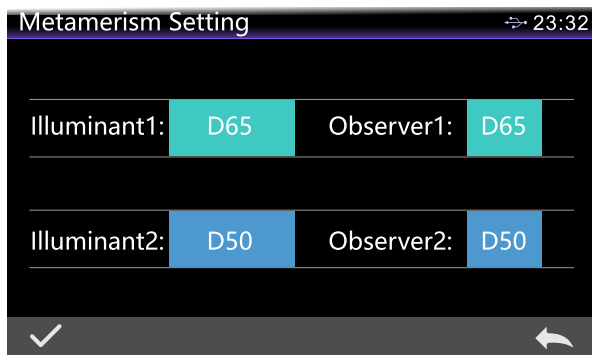 Metamerism Setting 23:32
Illuminant1: D65 Observer1: D65
Illuminant2: D50 Observer2: D50